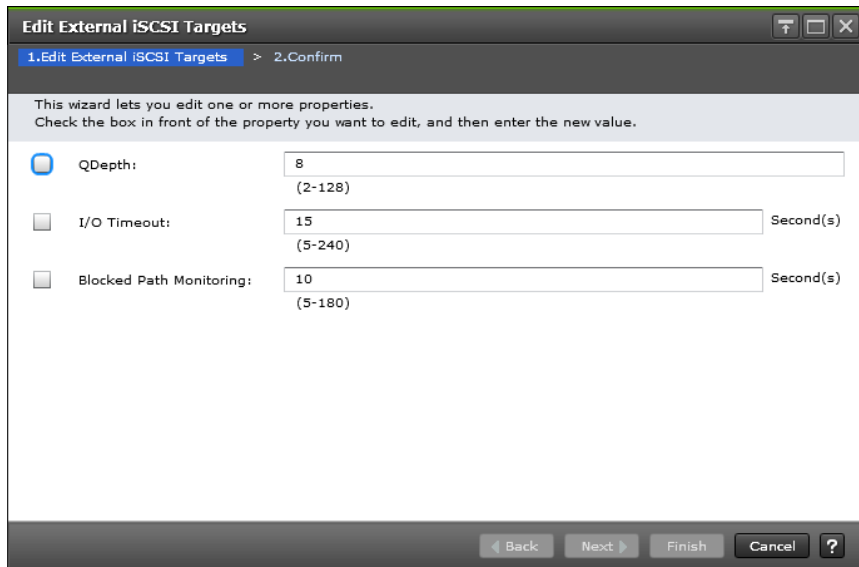 Edit External iSCSI Targets
1.Edit External iSCSI Targets > 2.Confirm
This wizard lets you edit one or more properties.
Check the box in front of the property you want to edit, and then enter the new value.
QDepth: 8
(2-128)
I/O Timeout: 15 Second(s)
(5-240)
Blocked Path Monitoring: 10 Second(s)
(5-180)
Back Next Finish Cancel ?